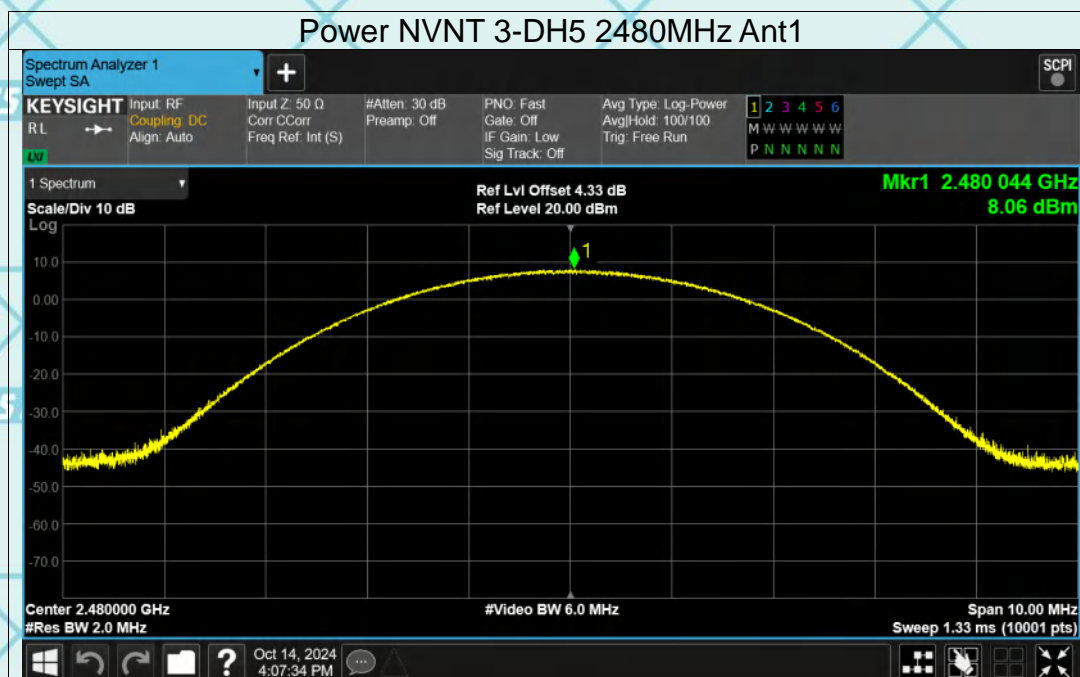 Power NVNT 3-DH5 2480MHz Ant1
Spectrum Analyzer 1
Swept SA
+
SCPI
KEYSIGHT
RL
LXI
Input: RF
Coupling: DC
Align: Auto
Input Z: 50 Ω
Corr CCorr
Freq Ref: Int (S)
#Atten: 30 dB
Preamp: Off
PNO: Fast
Gate: Off
IF Gain: Low
Sig Track: Off
Avg Type: Log-Power
Avg|Hold: 100/100
Trig: Free Run
1 2 3 4 5 6
M W W W W W
P N N N N N
1 Spectrum
Scale/Div 10 dB
Ref Lvl Offset 4.33 dB
Ref Level 20.00 dBm
Mkr1 2.480 044 GHz
8.06 dBm
Log
1
10.0
0.00
-10.0
-20.0
-30.0
-40.0
-50.0
-60.0
-70.0
Center 2.480000 GHz
#Res BW 2.0 MHz
#Video BW 6.0 MHz
Span 10.00 MHz
Sweep 1.33 ms (10001 pts)
?
Oct 14, 2024
4:07:34 PM